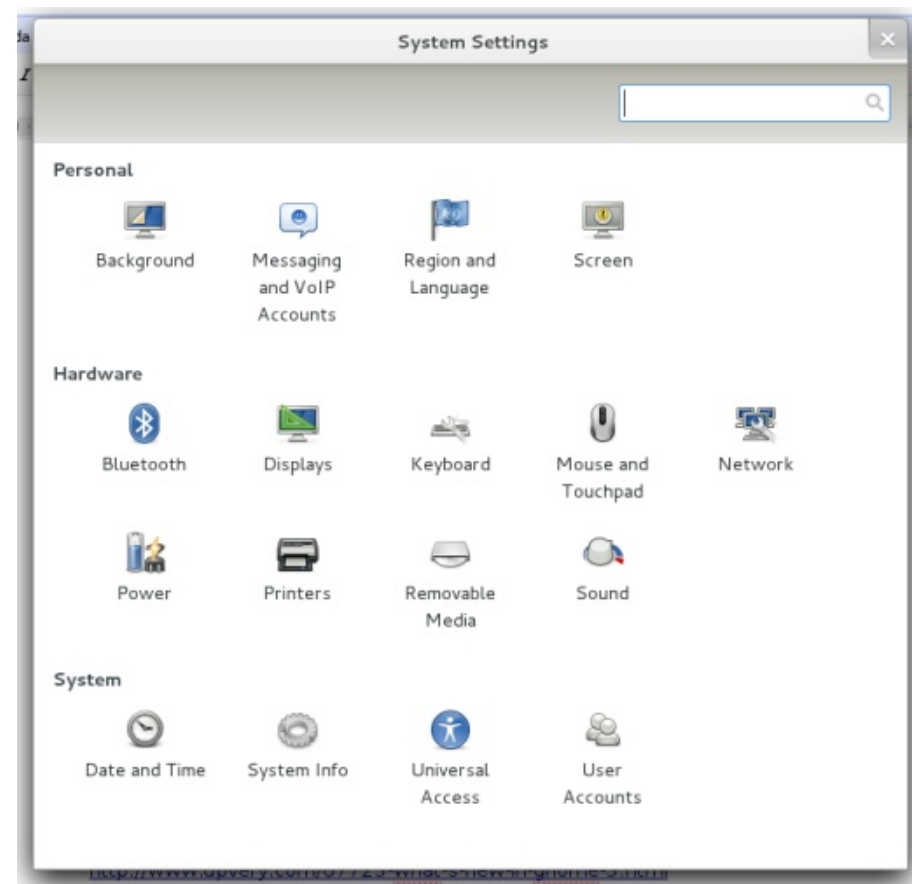 da
System Settings
I
Personal
Background
Messaging
and VoIP
Accounts
Region and
Language
Screen
Hardware
Bluetooth
Displays
Keyboard
Mouse and
Touchpad
Network
Power
Printers
Removable
Media
Sound
System
Date and Time
System Info
Universal
Access
User
Accounts